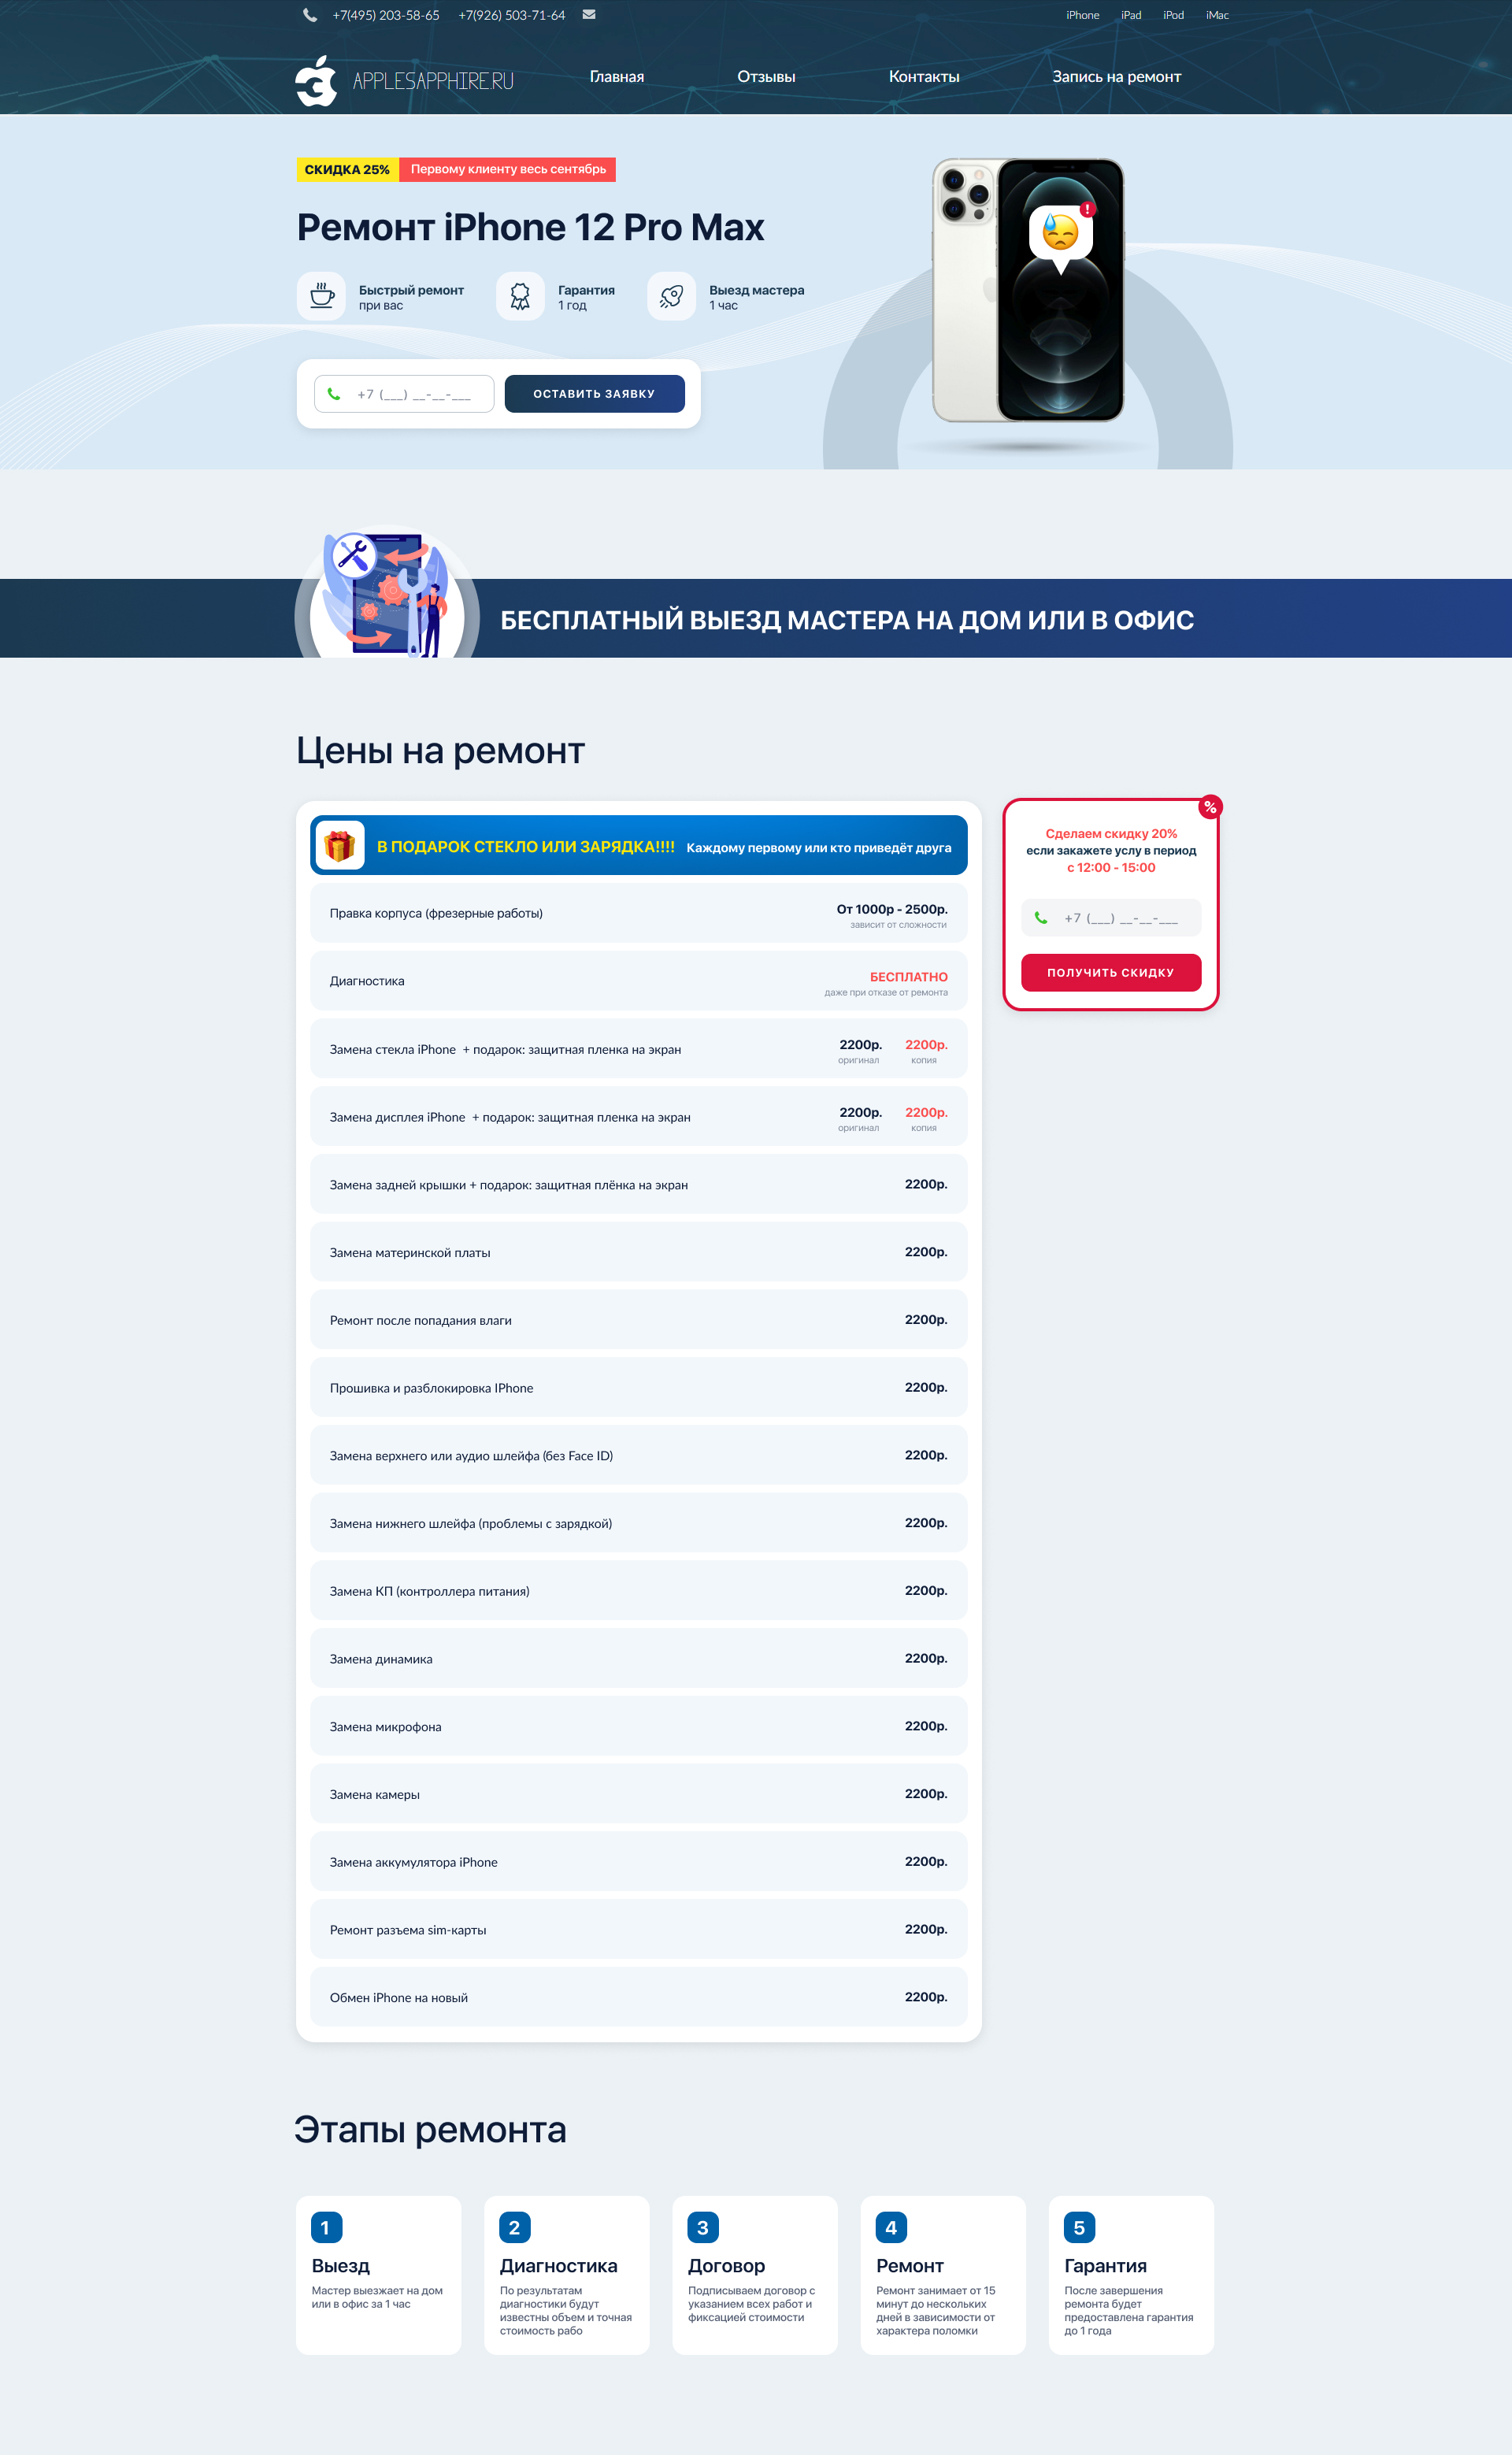 +7(495) 203-58-65 +7(926) 503-71-64
iPhone iPad iPod iMac
APPLESAPPHIRE.RU
Главная Отзывы Контакты Запись на ремонт
СКИДКА 25% Первому клиенту весь сентябрь
Ремонт iPhone 12 Pro Max
Быстрый ремонт
при вас
Гарантия
1 год
Выезд мастера
1 час
+7 (___) __-__-___
ОСТАВИТЬ ЗАЯВКУ
БЕСПЛАТНЫЙ ВЫЕЗД МАСТЕРА НА ДОМ ИЛИ В ОФИС
Цены на ремонт
В ПОДАРОК СТЕКЛО ИЛИ ЗАРЯДКА!!!! Каждому первому или кто приведёт друга
Правка корпуса (фрезерные работы)
От 1000р - 2500р.
зависит от сложности
Диагностика
БЕСПЛАТНО
даже при отказе от ремонта
Замена стекла iPhone + подарок: защитная пленка на экран
2200р. 2200р.
оригинал копия
Замена дисплея iPhone + подарок: защитная пленка на экран
2200р. 2200р.
оригинал копия
Замена задней крышки + подарок: защитная плёнка на экран 2200р.
Замена материнской платы 2200р.
Ремонт после попадания влаги 2200р.
Прошивка и разблокировка IPhone 2200р.
Замена верхнего или аудио шлейфа (без Face ID) 2200р.
Замена нижнего шлейфа (проблемы с зарядкой) 2200р.
Замена КП (контроллера питания) 2200р.
Замена динамика 2200р.
Замена микрофона 2200р.
Замена камеры 2200р.
Замена аккумулятора iPhone 2200р.
Ремонт разъема sim-карты 2200р.
Обмен iPhone на новый 2200р.
%
Сделаем скидку 20%
если закажете услу в период
с 12:00 - 15:00
+7 (___) __-__-___
ПОЛУЧИТЬ СКИДКУ
Этапы ремонта
1
Выезд
Мастер выезжает на дом
или в офис за 1 час
2
Диагностика
По результатам
диагностики будут
известны объем и точная
стоимость рабо
3
Договор
Подписываем договор с
указанием всех работ и
фиксацией стоимости
4
Ремонт
Ремонт занимает от 15
минут до нескольких
дней в зависимости от
характера поломки
5
Гарантия
После завершения
ремонта будет
предоставлена гарантия
до 1 года